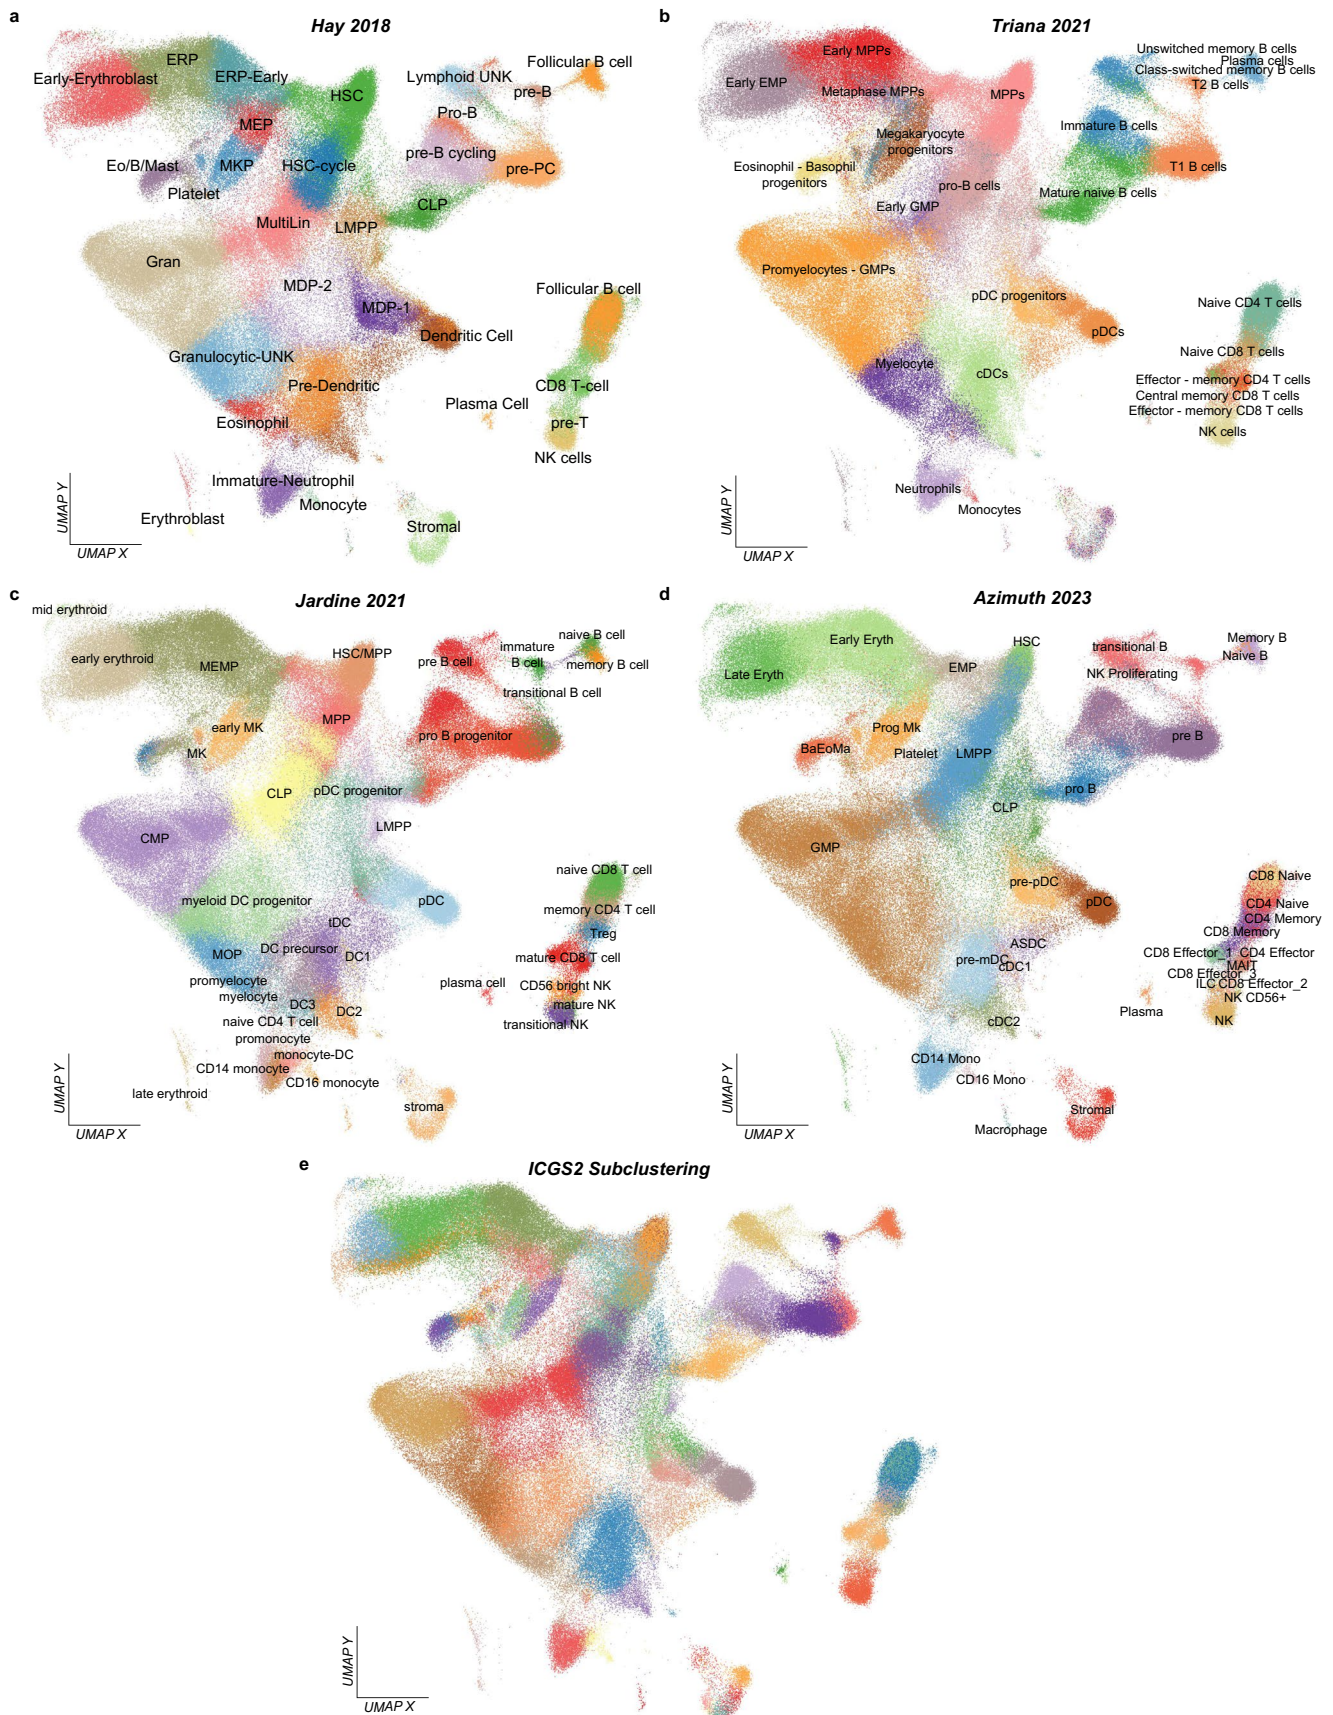 a
Hay 2018
ERP
Early-Erythroblast
ERP-Early
HSC
Lymphoid UNK
Follicular B cell
pre-B
Pro-B
MEP
pre-B cycling
Eo/B/Mast
MKP
HSC-cycle
pre-PC
Platelet
CLP
MultiLin
LMPP
Gran
MDP-2
Follicular B cell
MDP-1
Dendritic Cell
Granulocytic-UNK
Pre-Dendritic
CD8 T-cell
Plasma Cell
Eosinophil
pre-T
NK cells
Immature-Neutrophil
Monocyte
Erythroblast
Stromal
UMAP Y
UMAP X
b
Triana 2021
Early MPPs
Unswitched memory B cells
Plasma cells
Class-switched memory B cells
T2 B cells
Early EMP
Metaphase MPPs
MPPs
Immature B cells
Megakaryocyte
progenitors
Eosinophil - Basophil
progenitors
T1 B cells
pro-B cells
Mature naive B cells
Early GMP
Promyelocytes - GMPs
pDC progenitors
Naive CD4 T cells
pDCs
Naive CD8 T cells
Myelocyte
cDCs
Effector - memory CD4 T cells
Central memory CD8 T cells
Effector - memory CD8 T cells
NK cells
Neutrophils
Monocytes
UMAP Y
UMAP X
c
Jardine 2021
mid erythroid
early erythroid
MEMP
HSC/MPP
pre B cell
immature
B cell
naive B cell
memory B cell
transitional B cell
early MK
MPP
pro B progenitor
MK
CLP
pDC progenitor
LMPP
CMP
naive CD8 T cell
myeloid DC progenitor
pDC
memory CD4 T cell
tDC
Treg
MOP
DC precursor
DC1
mature CD8 T cell
promyelocyte
plasma cell
CD56 bright NK
myelocyte
DC3
DC2
mature NK
naive CD4 T cell
transitional NK
promonocyte
monocyte-DC
CD14 monocyte
CD16 monocyte
late erythroid
stroma
UMAP Y
UMAP X
d
Azimuth 2023
Early Eryth
HSC
transitional B
Memory B
Naive B
Late Eryth
EMP
NK Proliferating
Prog Mk
BaEoMa
Platelet
LMPP
pre B
pro B
CLP
GMP
CD8 Naive
pre-pDC
pDC
CD4 Naive
CD4 Memory
CD8 Memory
ASDC
pre-mDC
cDC1
CD8 Effector_1
CD4 Effector
MAIT
CD8 Effector_3
ILC CD8 Effector_2
NK CD56+
Plasma
NK
cDC2
CD14 Mono
CD16 Mono
Stromal
Macrophage
UMAP Y
UMAP X
e
ICGS2 Subclustering
UMAP Y
UMAP X